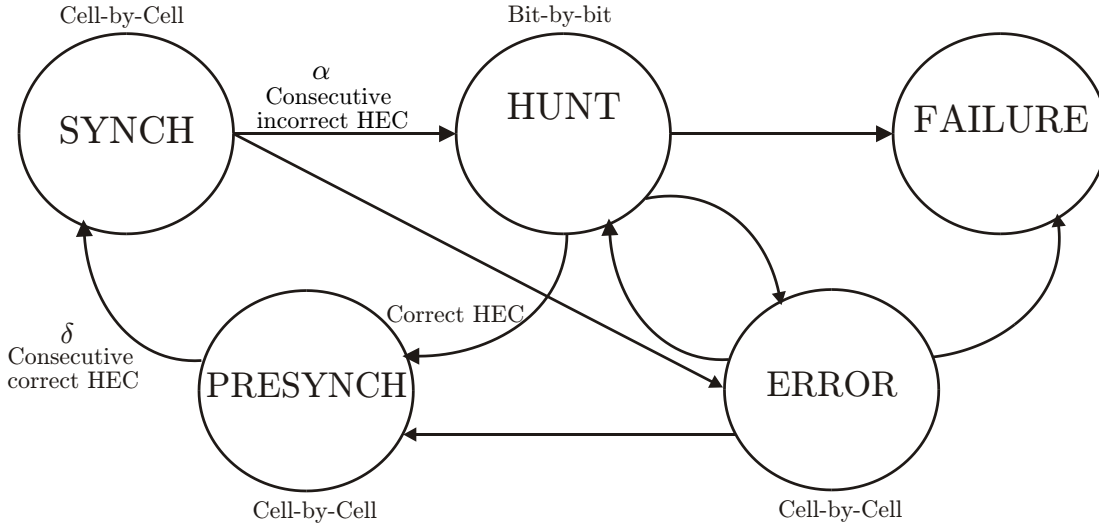 Cell-by-Cell
Bit-by-bit
SYNCH
α
Consecutive
incorrect HEC
HUNT
FAILURE
δ
Consecutive
correct HEC
Correct HEC
PRESYNCH
ERROR
Cell-by-Cell
Cell-by-Cell